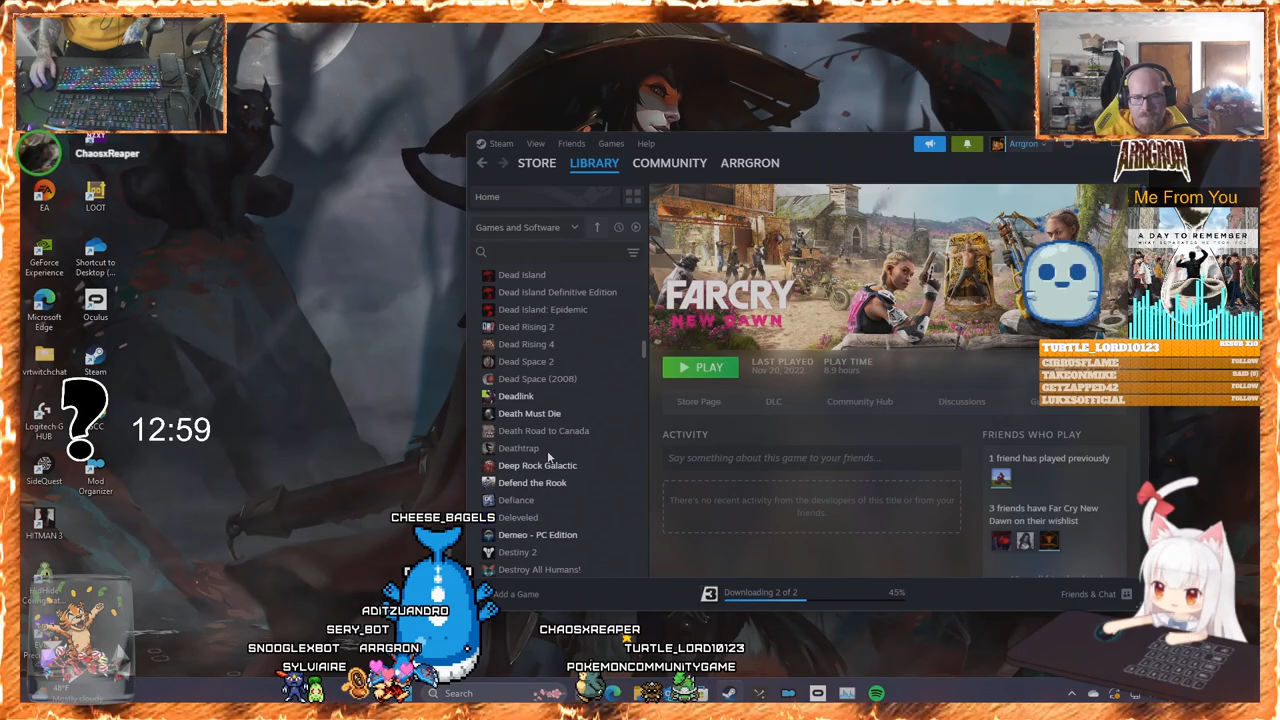 NZXT
ChaosxReaper
EA
LOOT
GeForce
Experience
Shortcut to
Desktop (...
Microsoft
Edge
Oculus
vrtwitchchat
Steam
Logitech G
HUB
SideQuest
Mod
Organizer
HITMAN 3
12:59
48°F
Mostly cloudy
Steam
View
Friends
Games
Help
Arrgron
STORE
LIBRARY
COMMUNITY
ARRGRON
Home
Games and Software
Dead Island
Dead Island Definitive Edition
Dead Island: Epidemic
Dead Rising 2
Dead Rising 4
Dead Space 2
Dead Space (2008)
Deadlink
Death Must Die
Death Road to Canada
Deathtrap
Deep Rock Galactic
Defend the Rook
Defiance
Deleveled
Demeo - PC Edition
Destiny 2
Destroy All Humans!
Add a Game
FARCRY
NEW DAWN
PLAY
LAST PLAYED
Nov 20, 2022
PLAY TIME
8.9 hours
Store Page
DLC
Community Hub
Discussions
ACTIVITY
Say something about this game to your friends...
There's no recent activity from the developers of this title or from your
friends.
FRIENDS WHO PLAY
1 friend has played previously
3 friends have Far Cry New
Dawn on their wishlist
Downloading 2 of 2
45%
Friends & Chat
ARRGRON
Me From You
A DAY TO REMEMBER
TURTLE_LORD10123
RESUB X10
CIRRUSFLAME
FOLLOW
TAKEONMIKE
RAID (9)
GETZAPPED42
FOLLOW
LUKXSOFFICIAL
FOLLOW
CHEESE_BAGELS
ADITZUANDRO
SERY_BOT
SNOOGLEXBOT
ARRGRON
SYLVIAIRE
CHAOSXREAPER
TURTLE_LORD10123
POKEMONCOMMUNITYGAME
Search